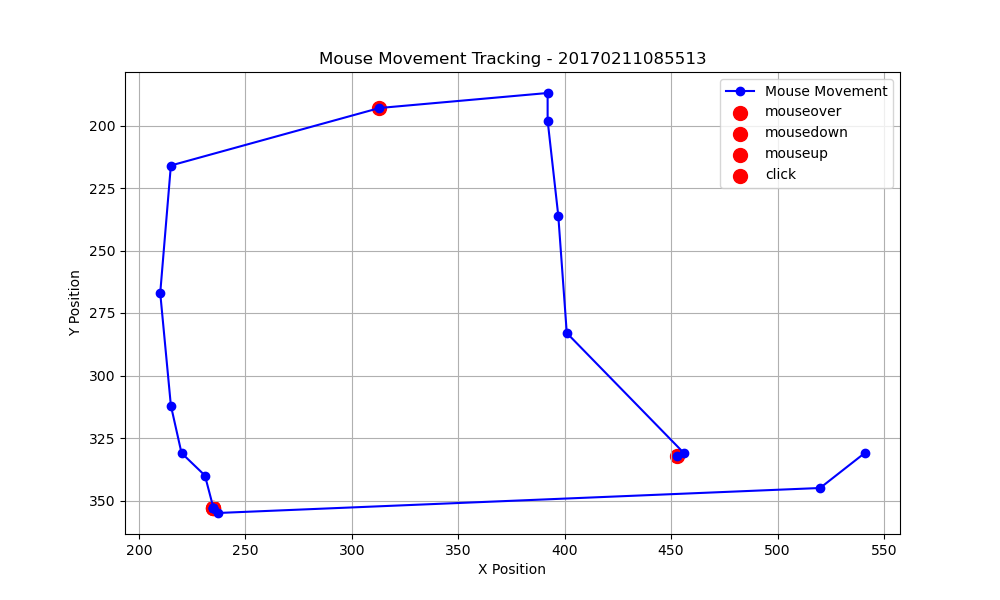 Mouse Movement Tracking - 20170211085513
Mouse Movement
mouseover
mousedown
mouseup
click
200
225
250
275
300
325
350
Y Position
200
250
300
350
400
450
500
550
X Position